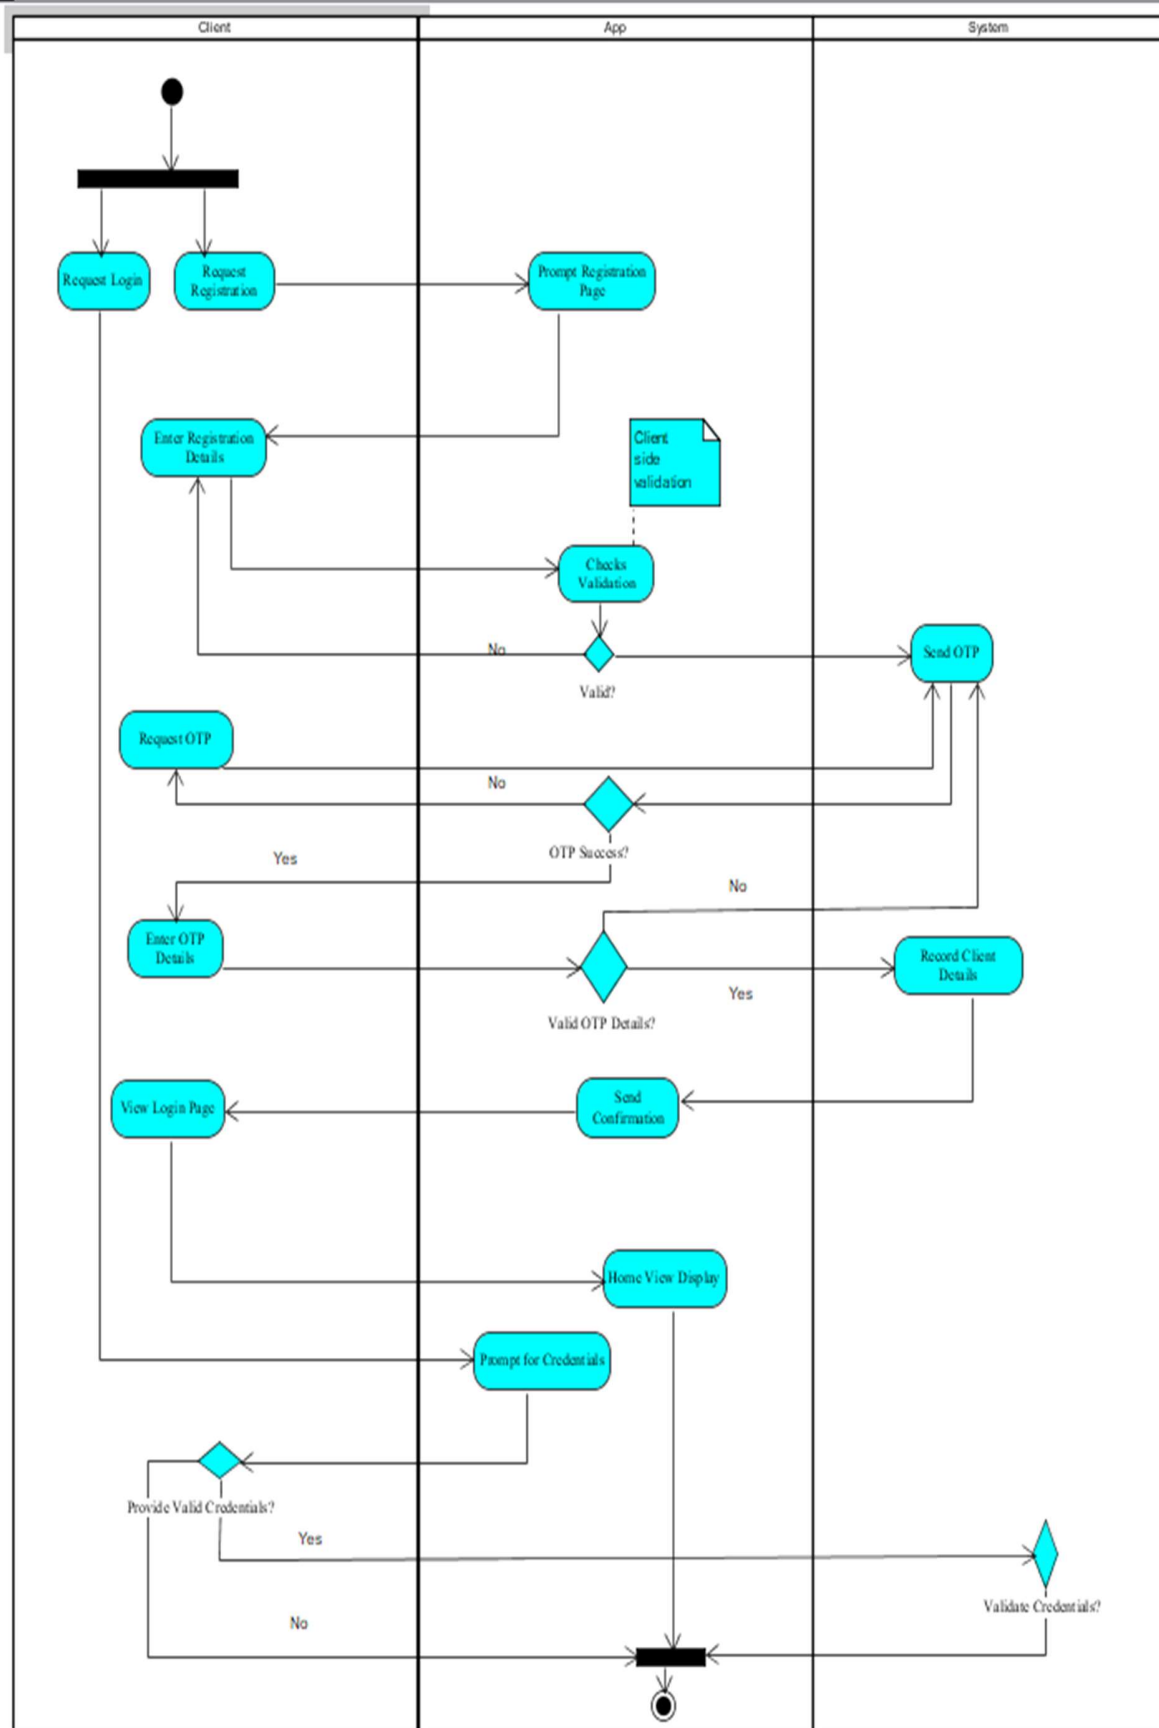 Client
App
System
Request Login
Request
Registration
Prompt Registration
Page
Enter Registration
Details
Client
side
validation
Checks
Validation
No
Send OTP
Valid?
Request OTP
No
OTP Success?
Yes
No
Enter OTP
Details
Record Client
Details
Yes
Valid OTP Details?
View Login Page
Send
Confirmation
Home View Display
Prompt for Credentials
Provide Valid Credentials?
Yes
Validate Credentials?
No